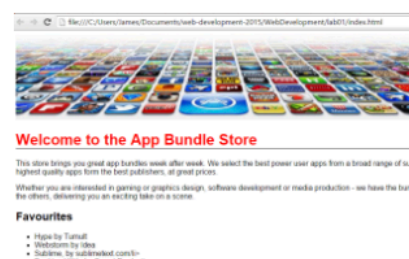 file:///C:/Users/James/Documents/web-development-2015/WebDevelopment/lab01/index.html
Welcome to the App Bundle Store
This store brings you great app bundles week after week. We select the best power user apps from a broad range of
highest quality apps form the best publishers, at great prices.
Whether you are interested in gaming or graphics design, software development or media production - we have the
the others, delivering you an exciting take on a scene.
Favourites
Hype by Tumult
Webstorm by Idea
Sublime, by sublimetext.com/li>